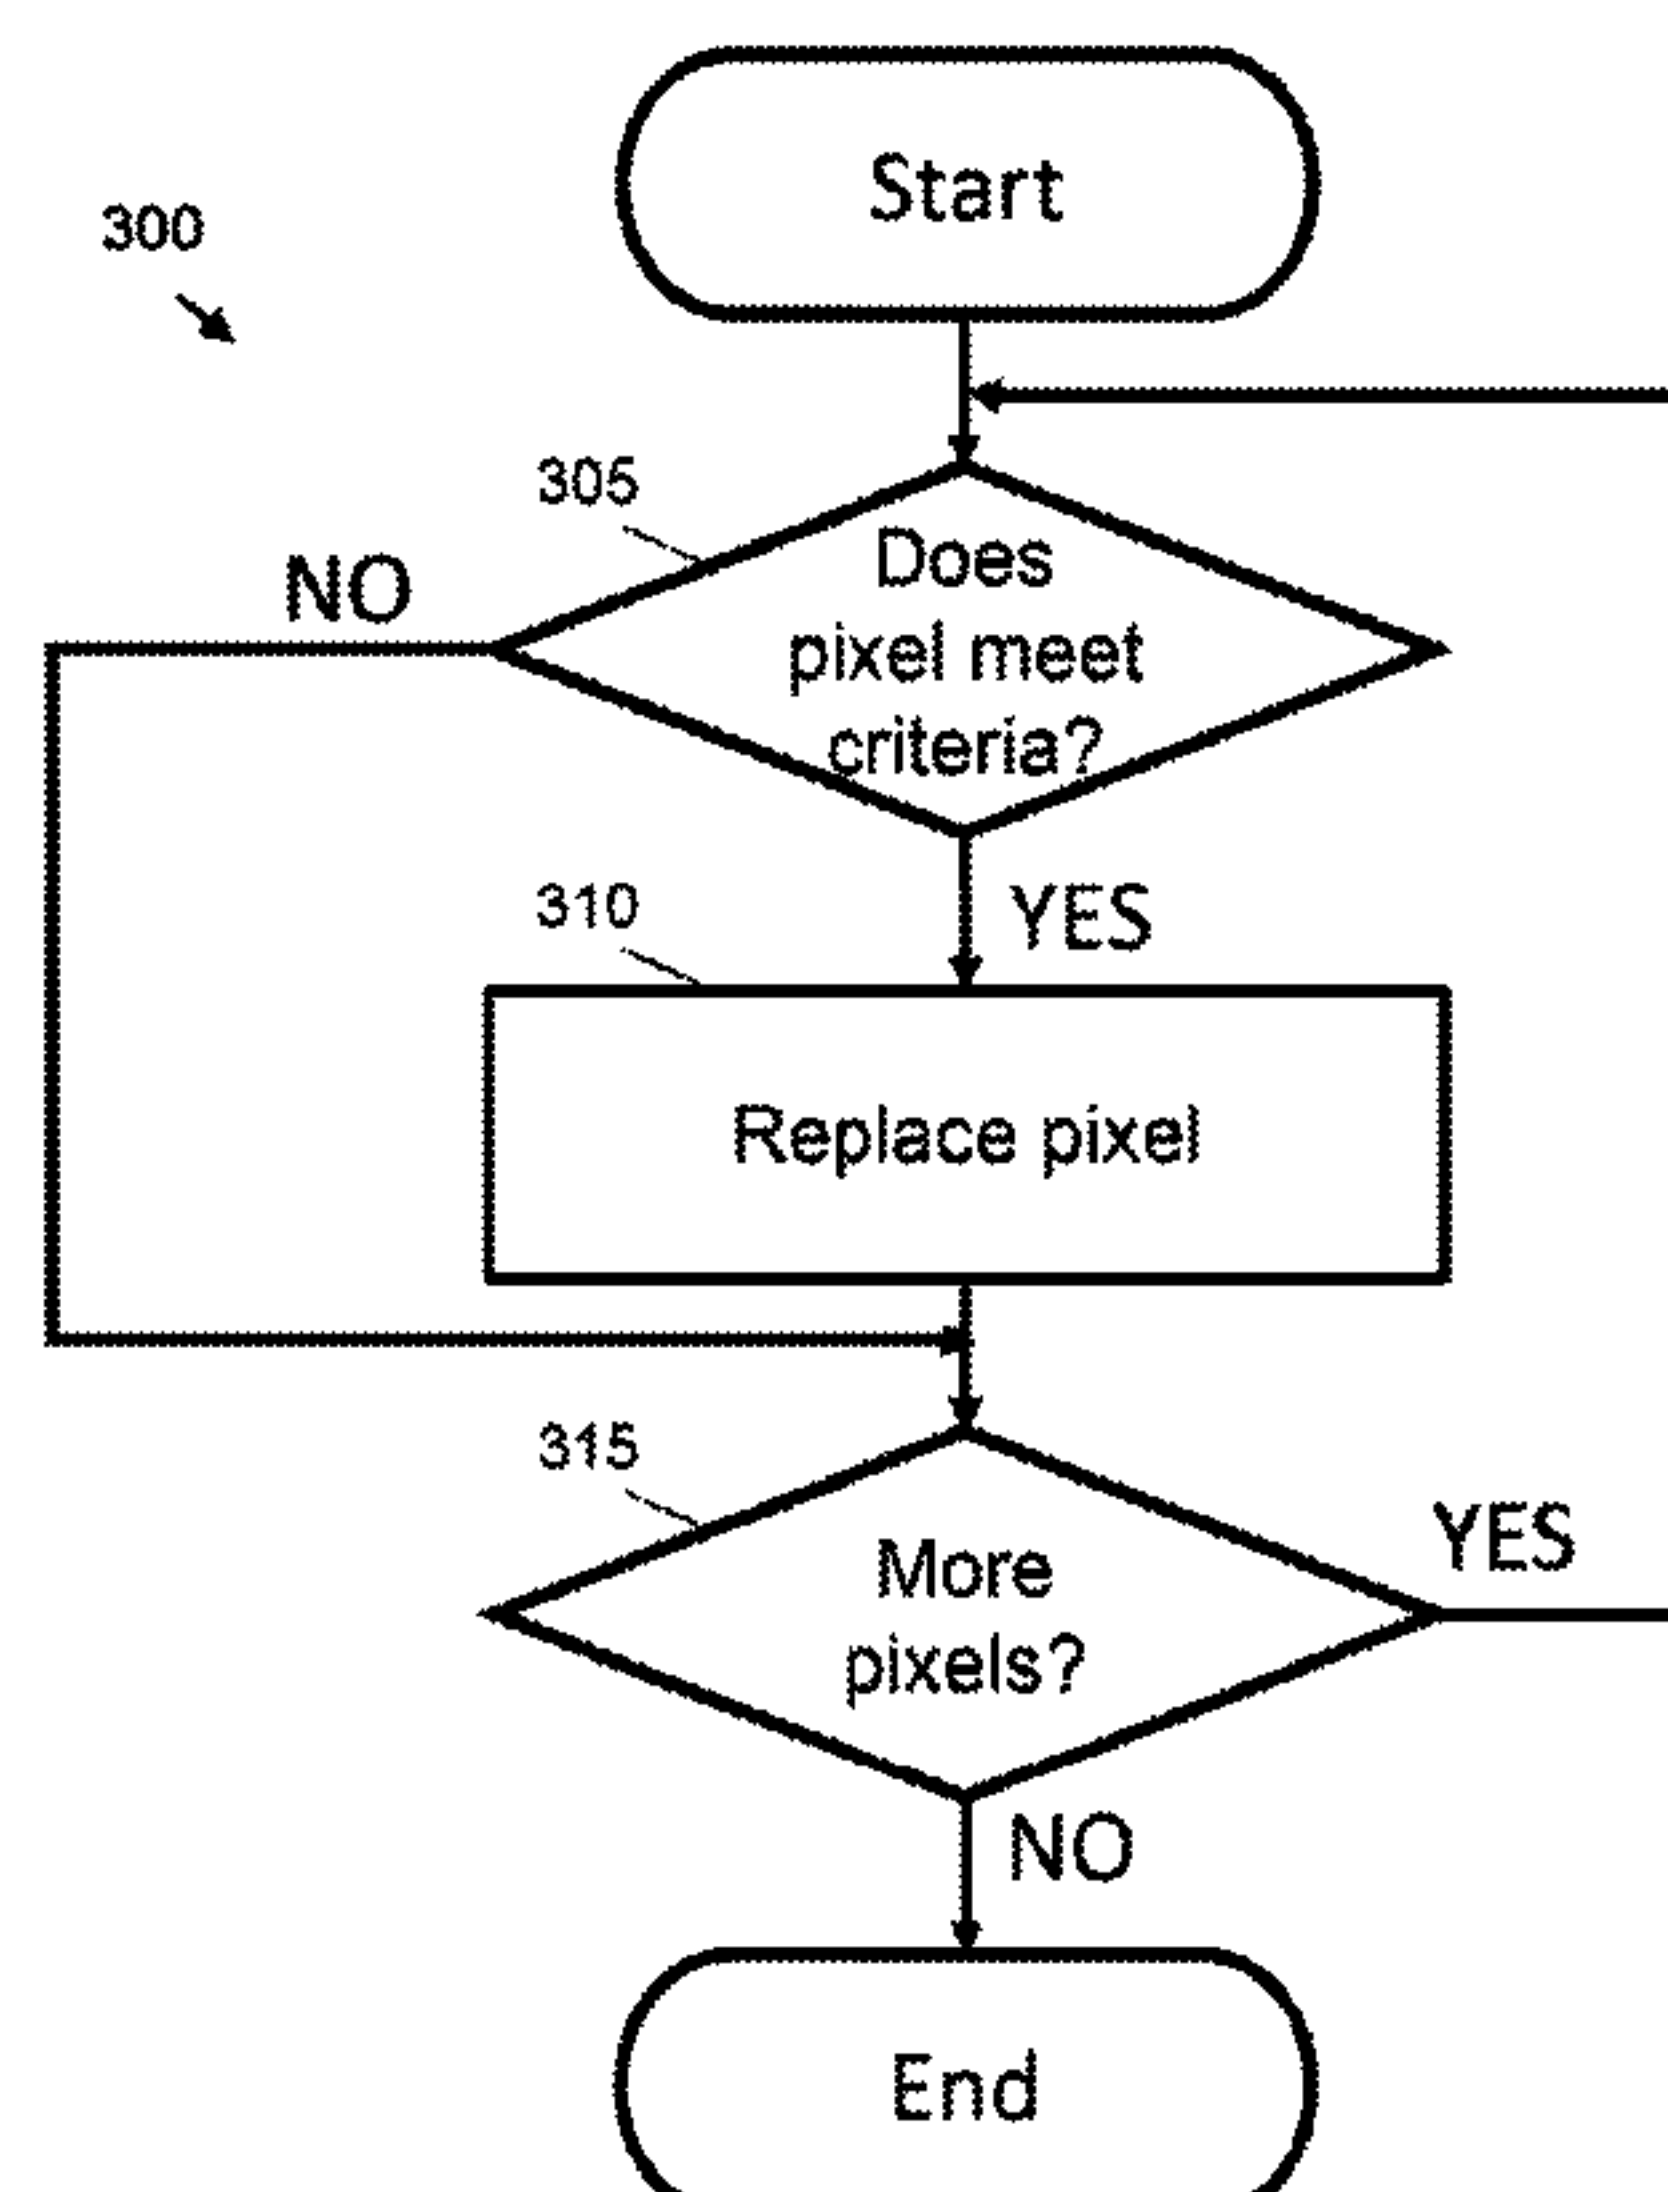 Start
300
305
NO
Does
pixel meet
criteria?
310
YES
Replace pixel
315
YES
More
pixels?
NO
End